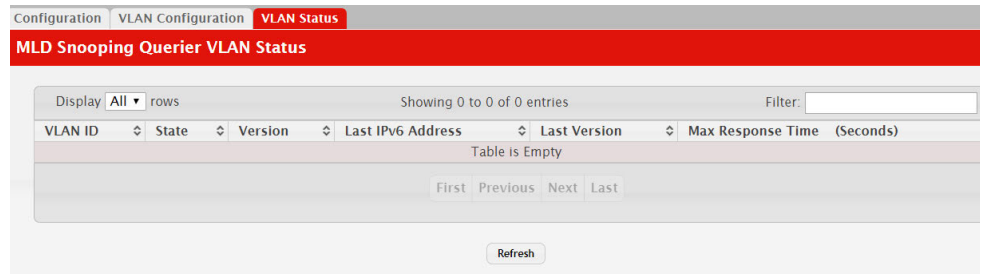 Configuration VLAN Configuration VLAN Status
MLD Snooping Querier VLAN Status
Display All rows Showing 0 to 0 of 0 entries Filter:
VLAN ID State Version Last IPv6 Address Last Version Max Response Time (Seconds)
Table is Empty
First Previous Next Last
Refresh